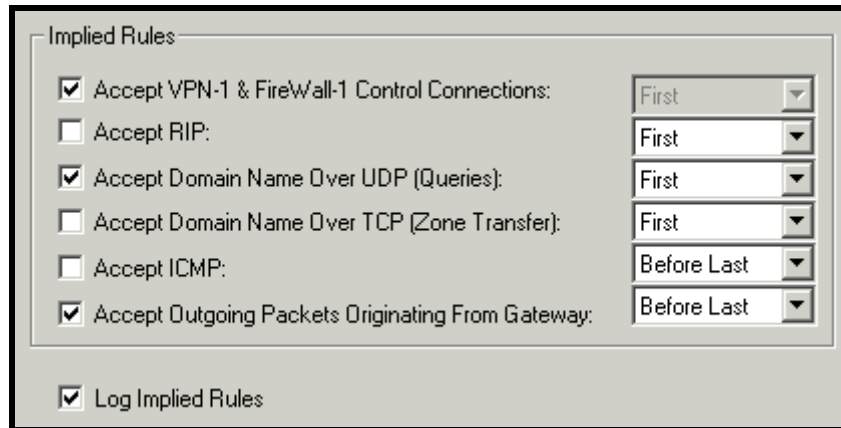 Implied Rules
Accept VPN-1 & FireWall-1 Control Connections: First
Accept RIP: First
Accept Domain Name Over UDP (Queries): First
Accept Domain Name Over TCP (Zone Transfer): First
Accept ICMP: Before Last
Accept Outgoing Packets Originating From Gateway: Before Last
Log Implied Rules